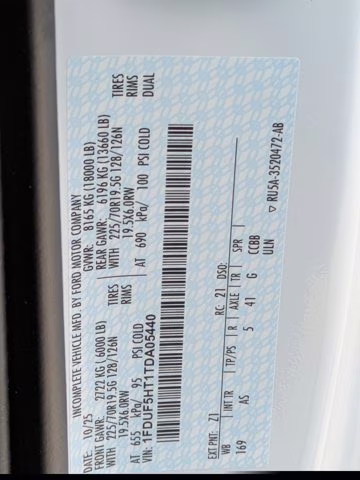 INCOMPLETE VEHICLE MFD. BY FORD MOTOR COMPANY
DATE: 10/25 GVWR: 8165 KG (18000 LB)
FRONT GAWR: 2722 KG (6000 LB) REAR GAWR: 6196 KG (13660 LB)
WITH 225/70R19.5G 128/126N TIRES WITH 225/70R19.5G 128/126N TIRES
19.5X6.0RW RIMS 19.5X6.0RW RIMS
AT 655 kPa/ 95 PSI COLD AT 690 kPa/ 100 PSI COLD DUAL
VIN: 1FDUF5HT1TDA05440
EXT PNT: Z1 RC: 21 DSO:
WB INT TR TP/PS R AXLE TR SPR
169 AS 5 41 G CCBB
ULN
▽ RU5A-3520472-AB